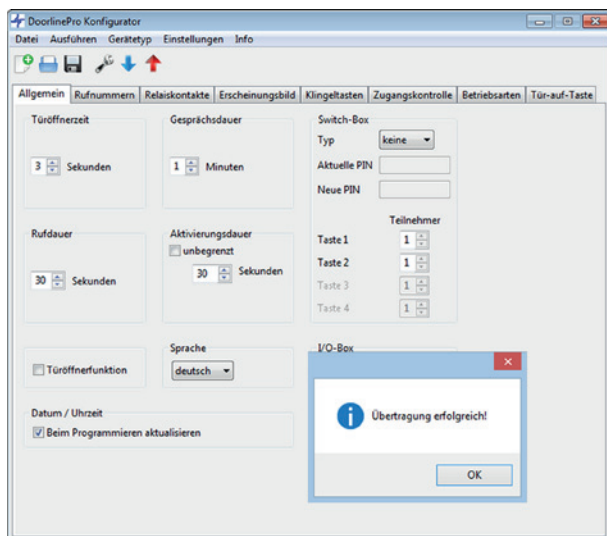 DoorlinePro Konfigurator
Datei Ausführen Gerätetyp Einstellungen Info
Allgemein Rufnummern Relaiskontakte Erscheinungsbild Klingeltasten Zugangskontrolle Betriebsarten Tür-auf-Taste
Türöffnerzeit
3 Sekunden
Gesprächsdauer
1 Minuten
Switch-Box
Typ keine
Aktuelle PIN
Neue PIN
Teilnehmer
Taste 1 1
Taste 2 1
Taste 3 1
Taste 4 1
Rufdauer
30 Sekunden
Aktivierungsdauer
unbegrenzt
30 Sekunden
Türöffnerfunktion
Sprache
deutsch
I/O-Box
Datum / Uhrzeit
Beim Programmieren aktualisieren
Übertragung erfolgreich!
OK